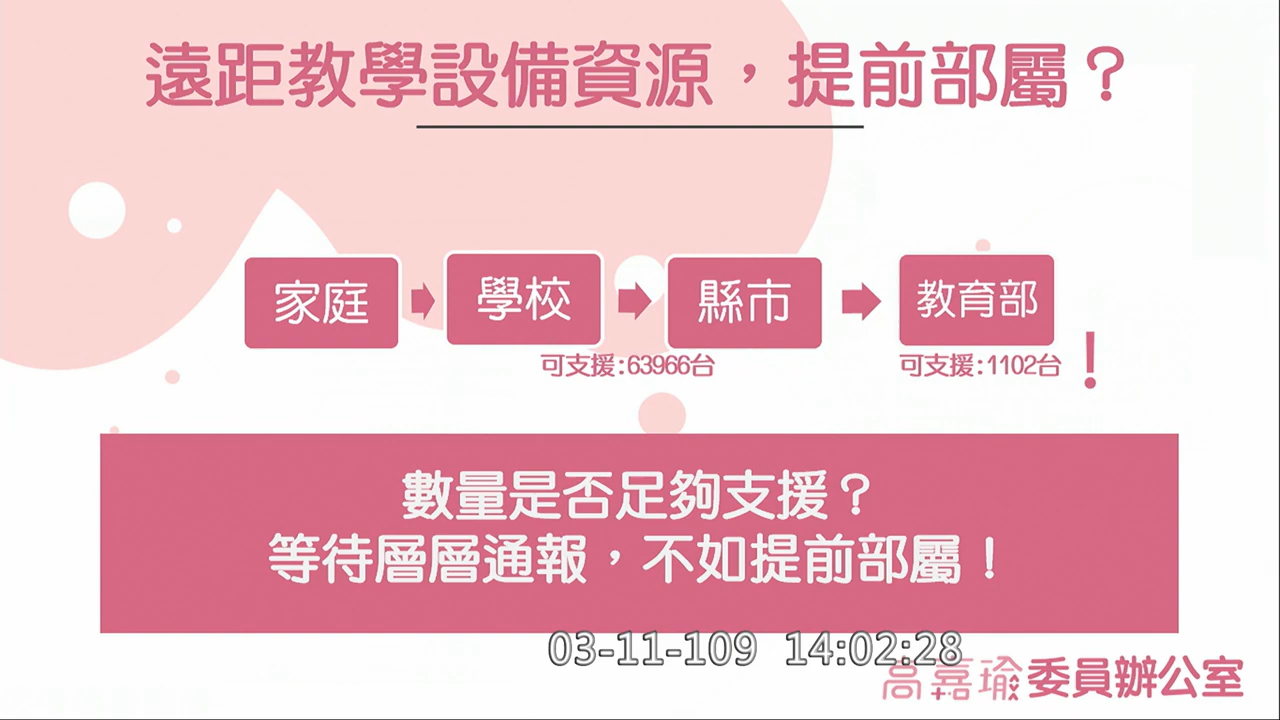 遠距教學設備資源，提前部屬？
家庭
學校
縣市
教育部
可支援：63966台
可支援：1102台
！
數量是否足夠支援？
等待層層通報，不如提前部屬！
03-11-109 14:02:28
高嘉瑜委員辦公室